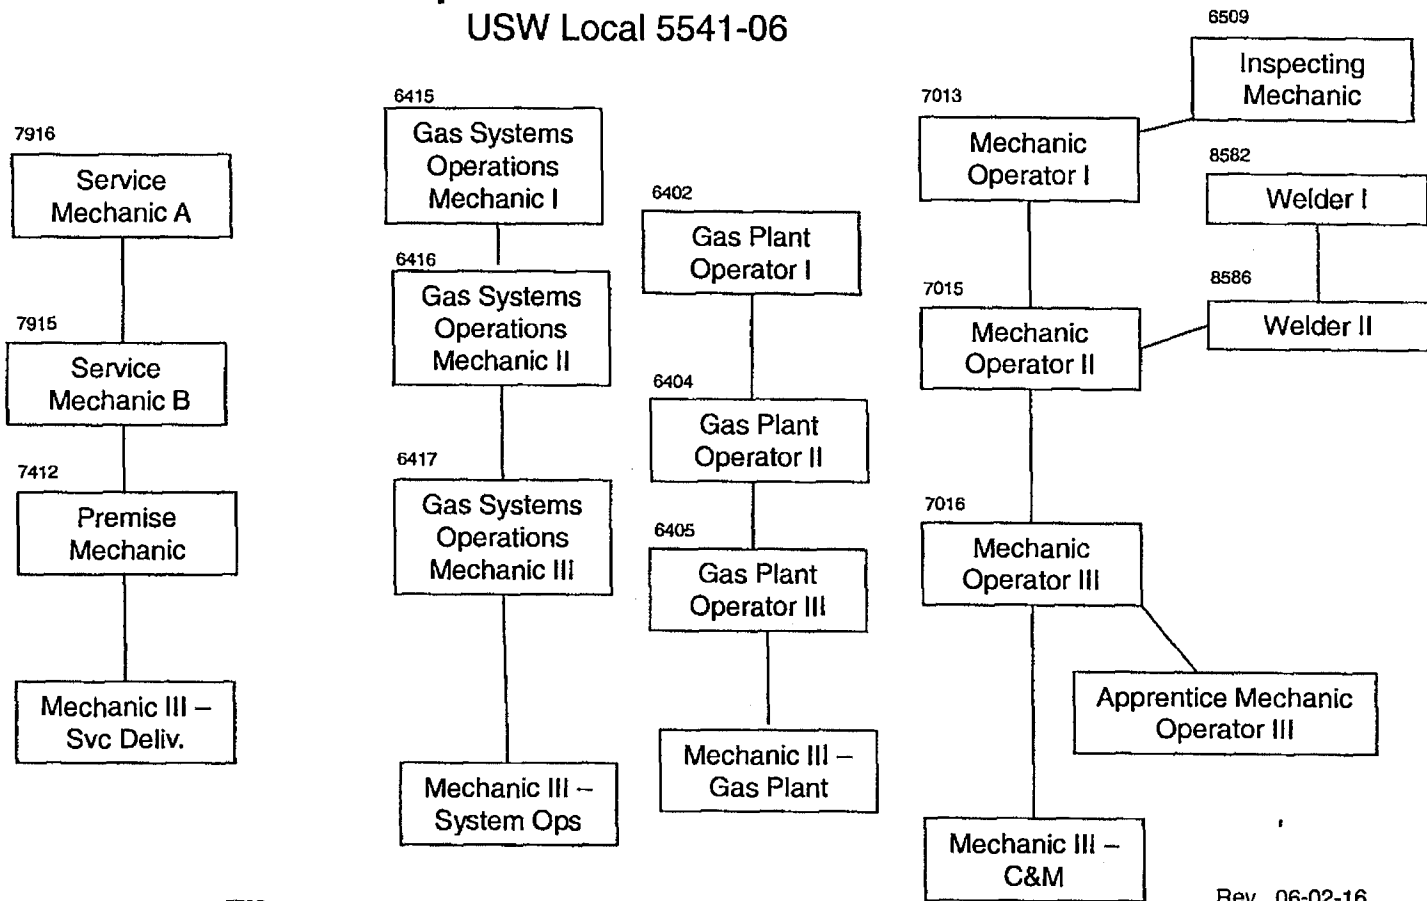 USW Local 5541-06
7916
Service
Mechanic A
7915
Service
Mechanic B
7412
Premise
Mechanic
Mechanic III –
Svc Deliv.
6415
Gas Systems
Operations
Mechanic I
6416
Gas Systems
Operations
Mechanic II
6417
Gas Systems
Operations
Mechanic III
Mechanic III –
System Ops
6402
Gas Plant
Operator I
6404
Gas Plant
Operator II
6405
Gas Plant
Operator III
Mechanic III –
Gas Plant
7013
Mechanic
Operator I
7015
Mechanic
Operator II
7016
Mechanic
Operator III
Apprentice Mechanic
Operator III
Mechanic III –
C&M
6509
Inspecting
Mechanic
8582
Welder I
8586
Welder II
Rev. 06-02-16